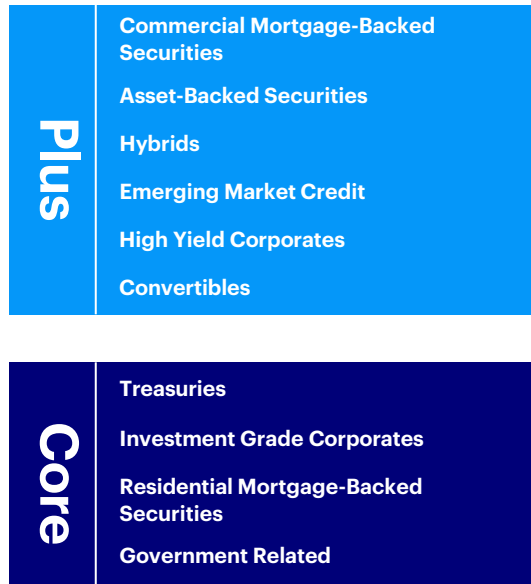 Plus
Commercial Mortgage-Backed
Securities
Asset-Backed Securities
Hybrids
Emerging Market Credit
High Yield Corporates
Convertibles
Core
Treasuries
Investment Grade Corporates
Residential Mortgage-Backed
Securities
Government Related